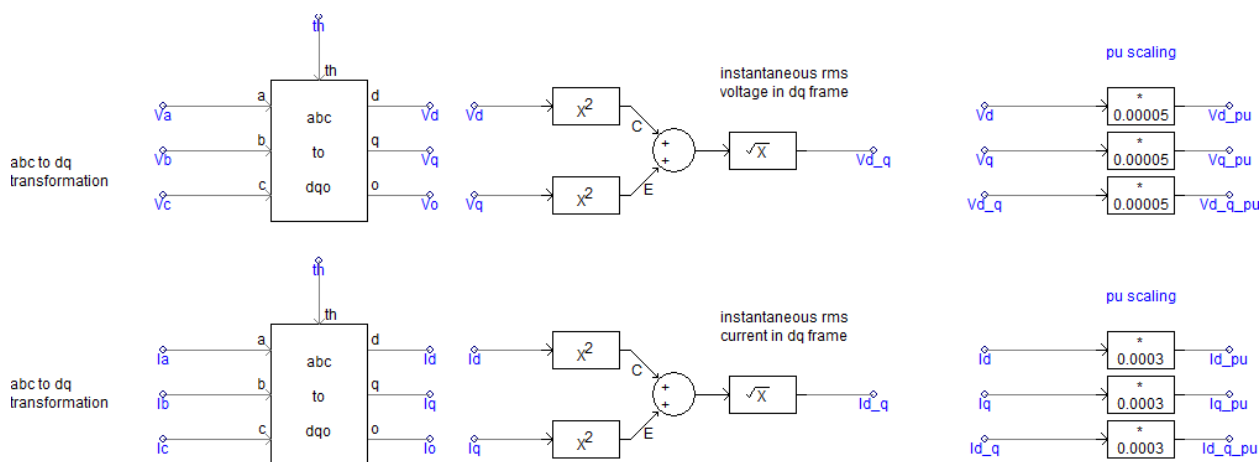 th
th
a
d
abc
b
q
to
c
o
dqo
Va
Vb
Vc
Vd
Vq
Vo
abc to dq
transformation
Vd
Vq
X2
X2
C
E
+
+
√X
instantaneous rms
voltage in dq frame
Vd_q
pu scaling
Vd
*
0.00005
Vd_pu
Vq
*
0.00005
Vq_pu
Vd_q
*
0.00005
Vd_q_pu
th
th
a
d
abc
b
q
to
c
o
dqo
Ia
Ib
Ic
Id
Iq
Io
abc to dq
transformation
Id
Iq
X2
X2
C
E
+
+
√X
instantaneous rms
current in dq frame
Id_q
pu scaling
Id
*
0.0003
Id_pu
Iq
*
0.0003
Iq_pu
Id_q
*
0.0003
Id_q_pu